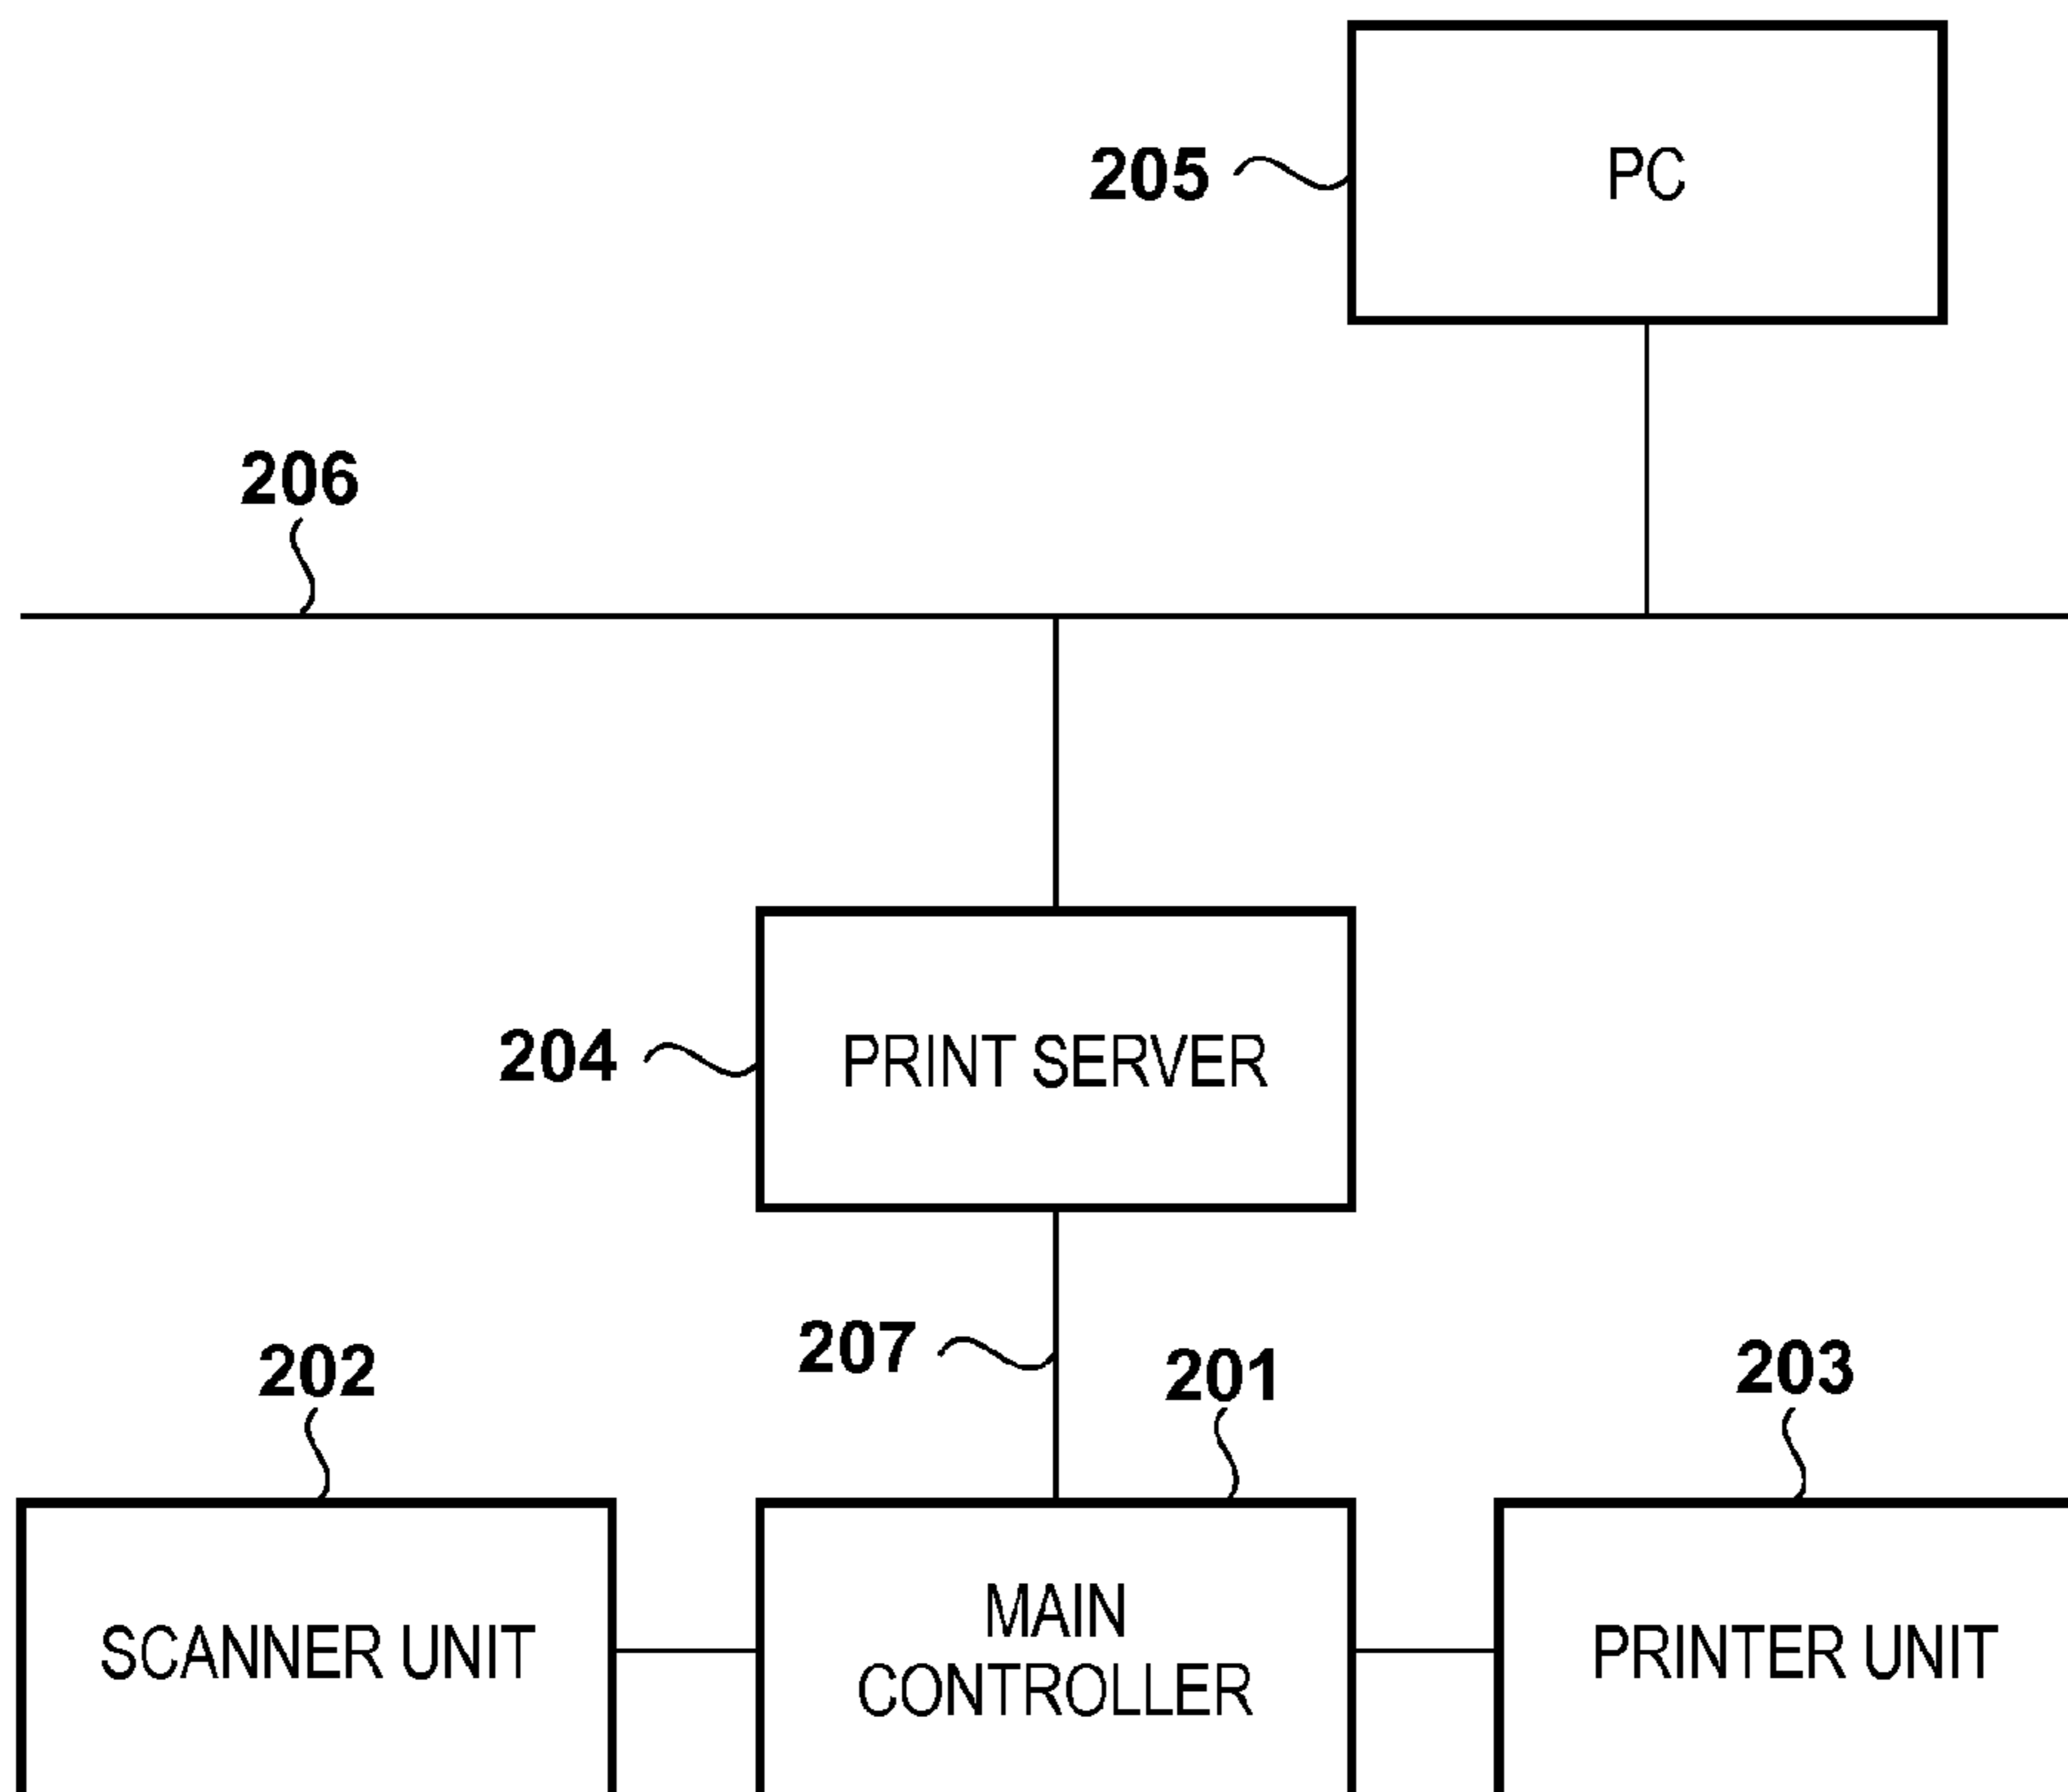 205
PC
206
204
PRINT SERVER
207
201
202
203
SCANNER UNIT
MAIN
CONTROLLER
PRINTER UNIT